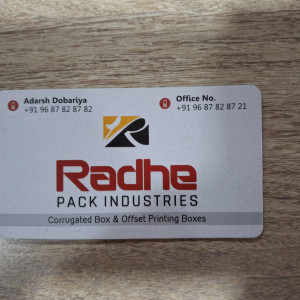 Adarsh Dobariya
+91 96 87 82 87 82
Office No.
+91 96 87 82 87 21
Radhe
PACK INDUSTRIES
Corrugated Box & Offset Printing Boxes